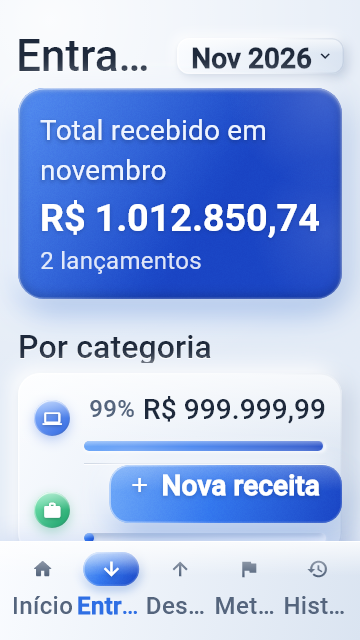 Entra...
Nov 2026
Total recebido em
novembro
R$ 1.012.850,74
2 lançamentos
Por categoria
99% R$ 999.999,99
+ Nova receita
Início Entr... Des... Met... Hist...